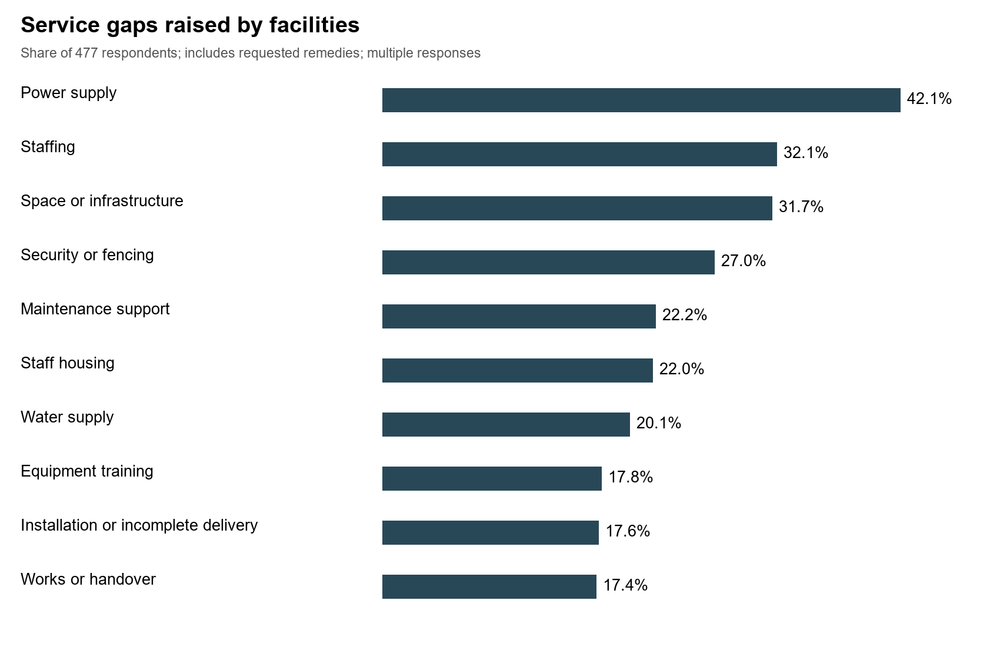 Service gaps raised by facilities
Share of 477 respondents; includes requested remedies; multiple responses
Power supply 42.1%
Staffing 32.1%
Space or infrastructure 31.7%
Security or fencing 27.0%
Maintenance support 22.2%
Staff housing 22.0%
Water supply 20.1%
Equipment training 17.8%
Installation or incomplete delivery 17.6%
Works or handover 17.4%